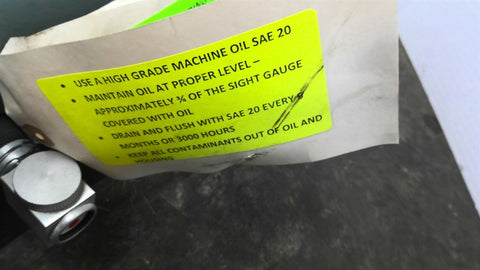 • USE A HIGH GRADE MACHINE OIL SAE 20
• MAINTAIN OIL AT PROPER LEVEL –
APPROXIMATELY ¾ OF THE SIGHT GAUGE
COVERED WITH OIL
• DRAIN AND FLUSH WITH SAE 20 EVERY 6
MONTHS OR 3000 HOURS
• KEEP ALL CONTAMINANTS OUT OF OIL AND
HOUSING